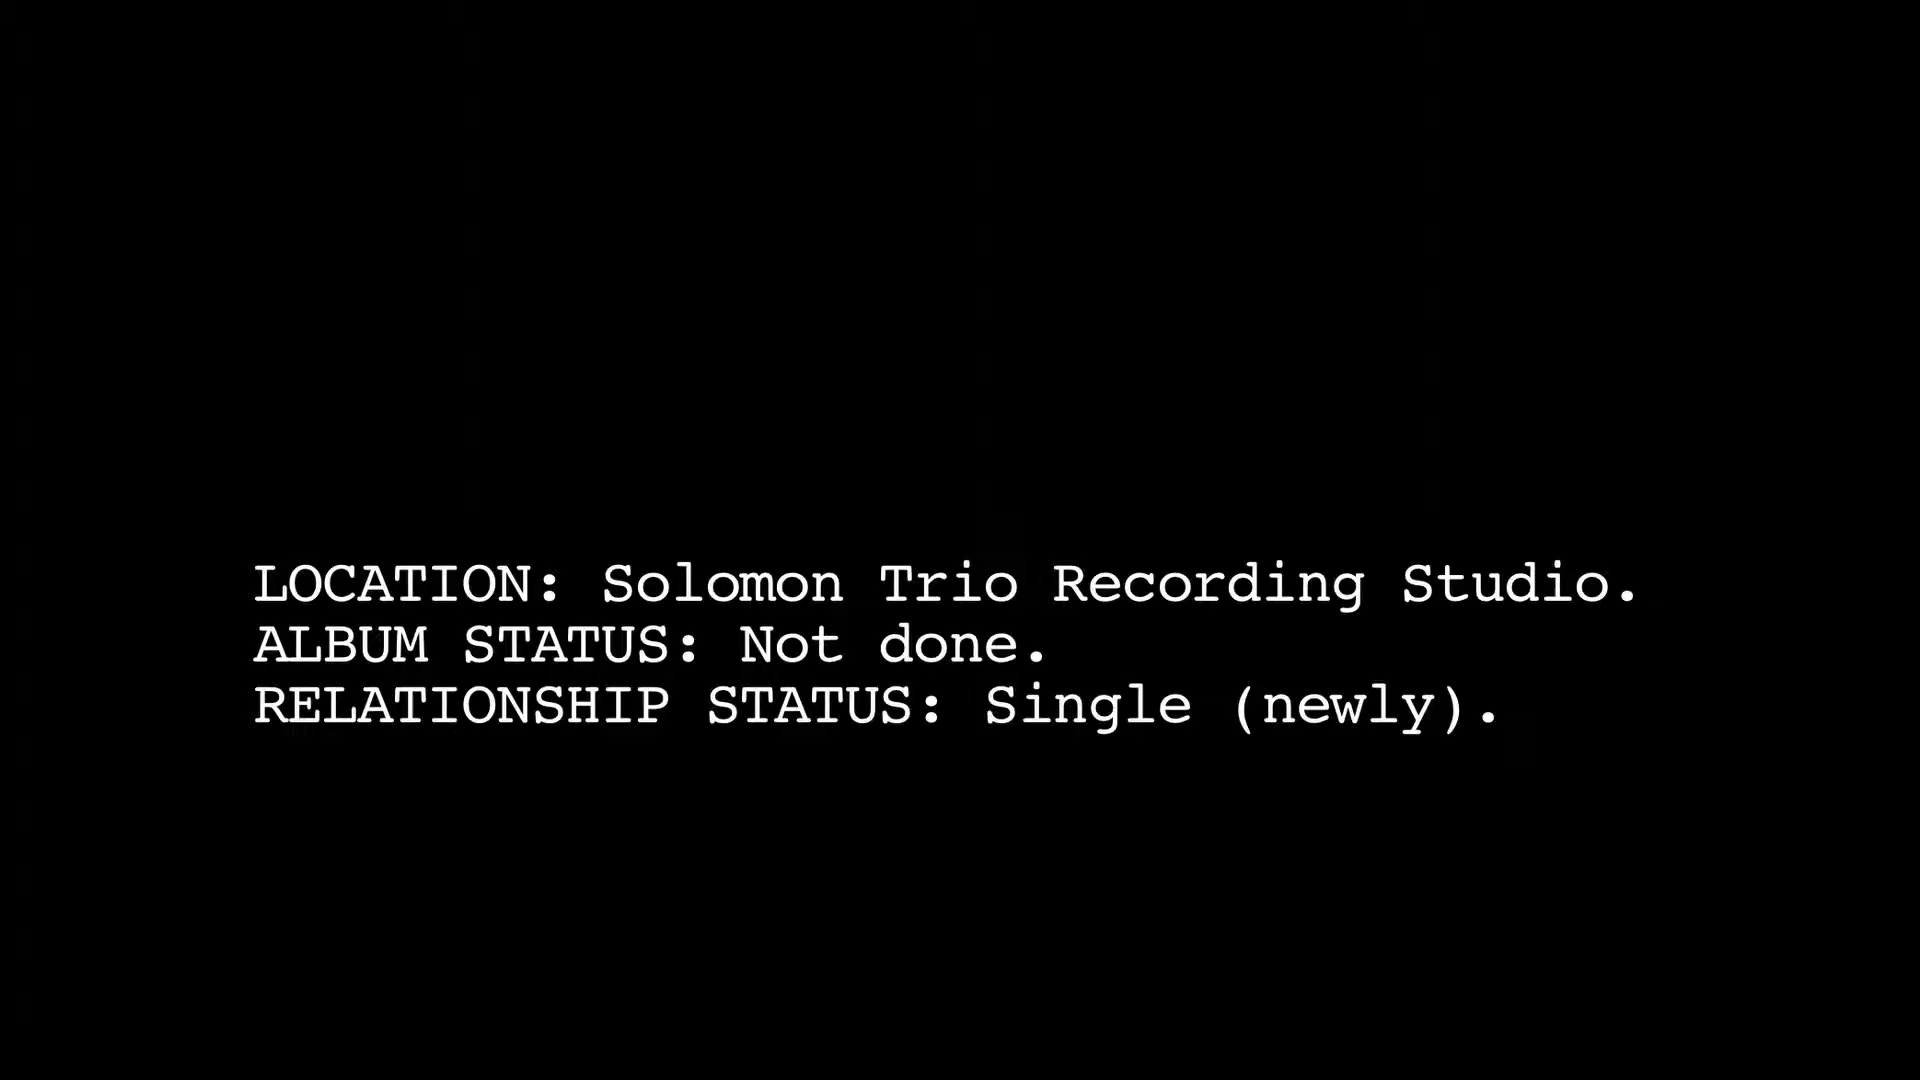 LOCATION: Solomon Trio Recording Studio.
ALBUM STATUS: Not done.
RELATIONSHIP STATUS: Single (newly).